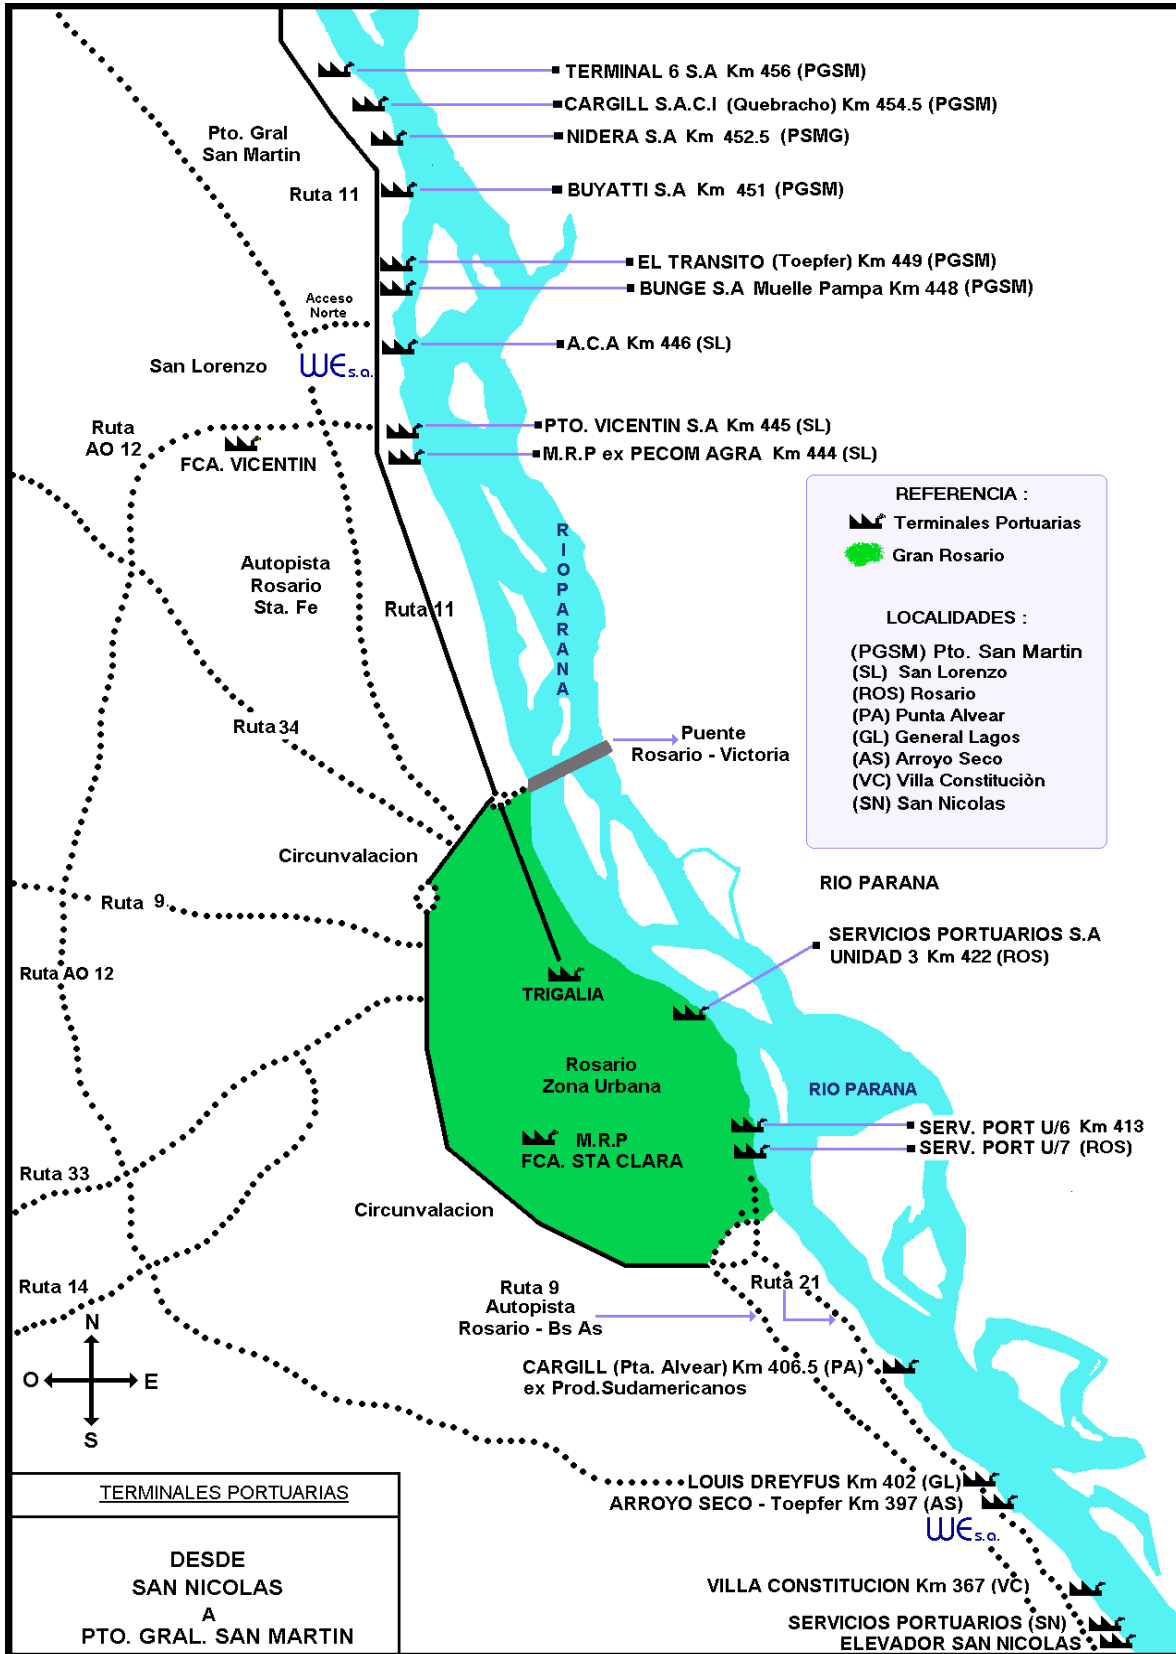 TERMINAL 6 S.A Km 456 (PGSM)
CARGILL S.A.C.I (Quebracho) Km 454.5 (PGSM)
NIDERA S.A Km 452.5 (PSMG)
Pto. Gral
San Martin
Ruta 11
BUYATTI S.A Km 451 (PGSM)
EL TRANSITO (Toepfer) Km 449 (PGSM)
BUNGE S.A Muelle Pampa Km 448 (PGSM)
Acceso
Norte
A.C.A Km 446 (SL)
San Lorenzo
WE s.a.
Ruta
AO 12
FCA. VICENTIN
PTO. VICENTIN S.A Km 445 (SL)
M.R.P ex PECOM AGRA Km 444 (SL)
REFERENCIA :
Terminales Portuarias
Gran Rosario
LOCALIDADES :
(PGSM) Pto. San Martin
(SL) San Lorenzo
(ROS) Rosario
(PA) Punta Alvear
(GL) General Lagos
(AS) Arroyo Seco
(VC) Villa Constituciòn
(SN) San Nicolas
RIO PARANA
Autopista
Rosario
Sta. Fe
Ruta 11
Ruta 34
Puente
Rosario - Victoria
Circunvalacion
RIO PARANA
Ruta 9
SERVICIOS PORTUARIOS S.A
UNIDAD 3 Km 422 (ROS)
Ruta AO 12
TRIGALIA
Rosario
Zona Urbana
RIO PARANA
SERV. PORT U/6 Km 413
SERV. PORT U/7 (ROS)
M.R.P
FCA. STA CLARA
Ruta 33
Circunvalacion
Ruta 14
Ruta 9
Autopista
Rosario - Bs As
Ruta 21
N
O
E
S
CARGILL (Pta. Alvear) Km 406.5 (PA)
ex Prod.Sudamericanos
LOUIS DREYFUS Km 402 (GL)
ARROYO SECO - Toepfer Km 397 (AS)
WE s.a.
VILLA CONSTITUCION Km 367 (VC)
SERVICIOS PORTUARIOS (SN)
ELEVADOR SAN NICOLAS
TERMINALES PORTUARIAS
DESDE
SAN NICOLAS
A
PTO. GRAL. SAN MARTIN